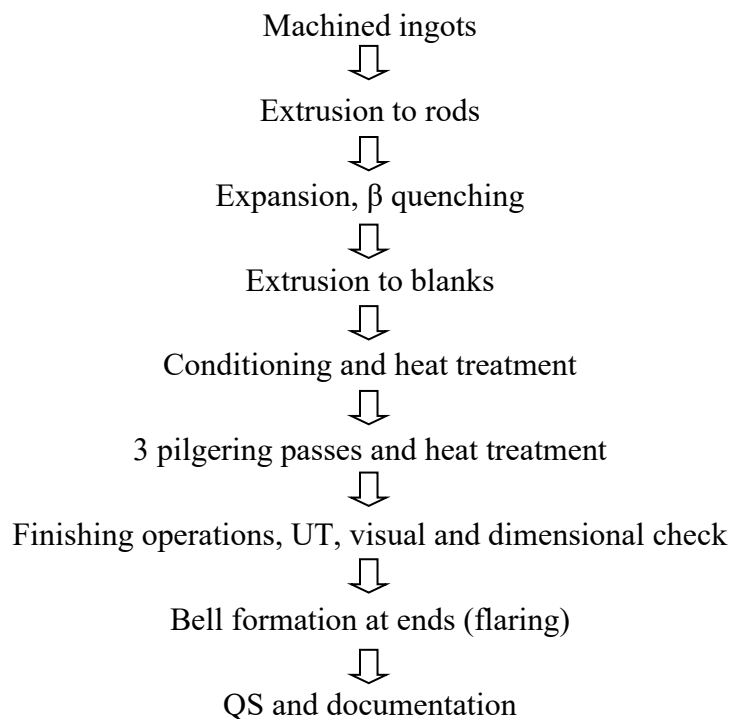 Machined ingots
Extrusion to rods
Expansion, β quenching
Extrusion to blanks
Conditioning and heat treatment
3 pilgering passes and heat treatment
Finishing operations, UT, visual and dimensional check
Bell formation at ends (flaring)
QS and documentation